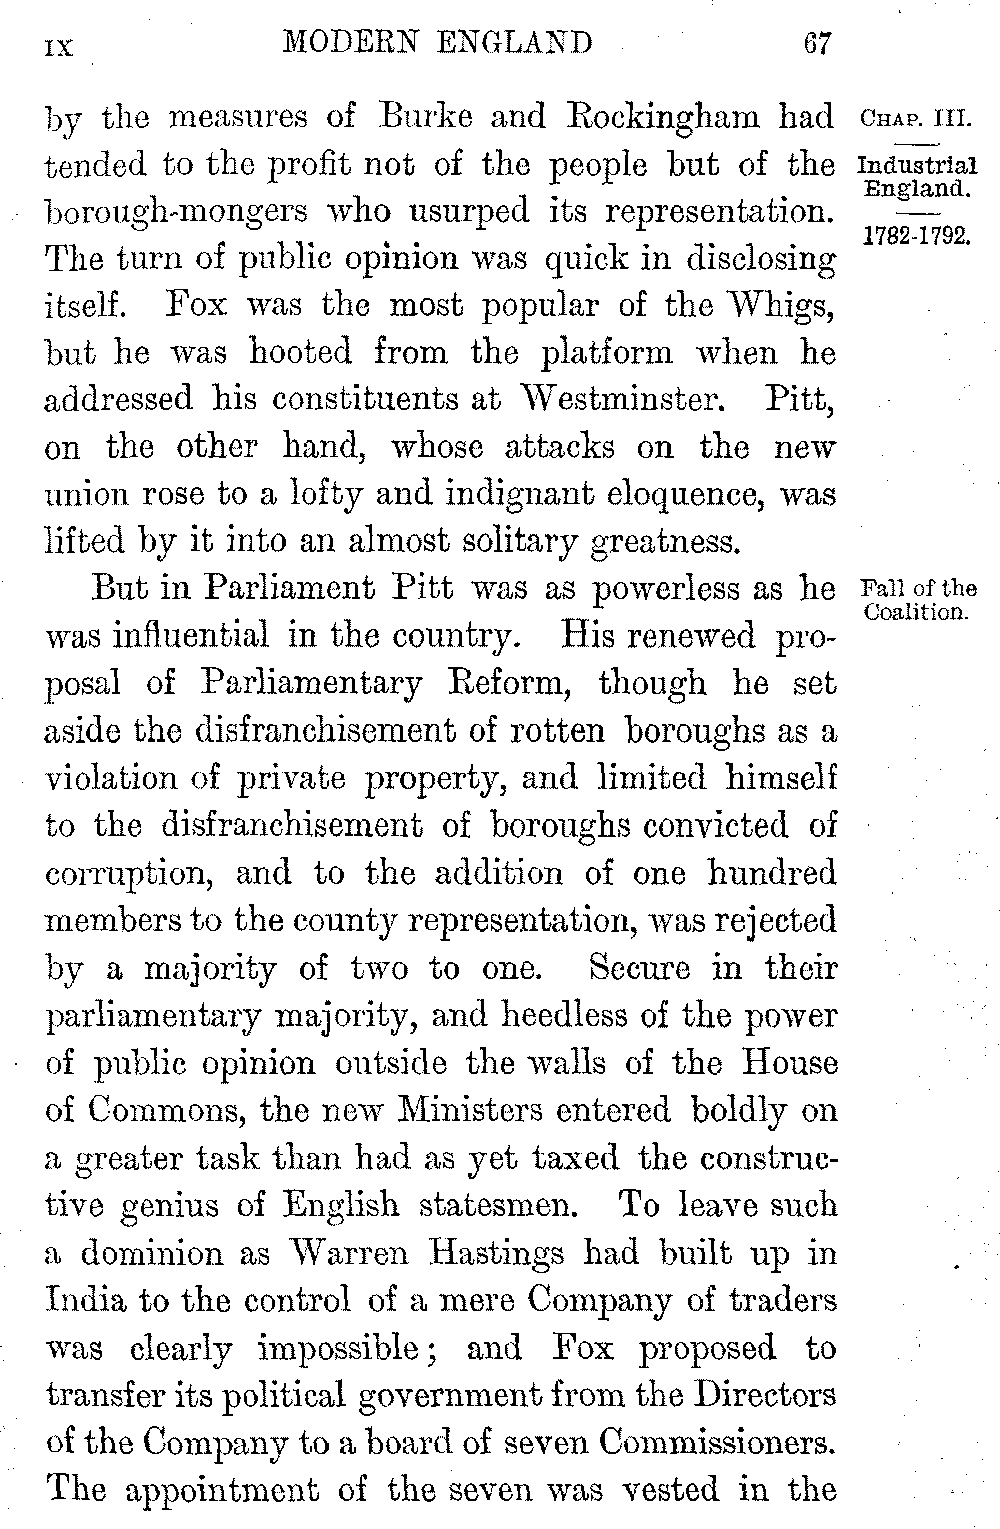 IX MODERN ENGLAND 67
by the measures of Burke and Rockingham had
tended to the profit not of the people but of the
borough-mongers who usurped its representation.
The turn of public opinion was quick in disclosing
itself. Fox was the most popular of the Whigs,
but he was hooted from the platform when he
addressed his constituents at Westminster. Pitt,
on the other hand, whose attacks on the new
union rose to a lofty and indignant eloquence, was
lifted by it into an almost solitary greatness.
But in Parliament Pitt was as powerless as he
was influential in the country. His renewed pro-
posal of Parliamentary Reform, though he set
aside the disfranchisement of rotten boroughs as a
violation of private property, and limited himself
to the disfranchisement of boroughs convicted of
corruption, and to the addition of one hundred
members to the county representation, was rejected
by a majority of two to one. Secure in their
parliamentary majority, and heedless of the power
of public opinion outside the walls of the House
of Commons, the new Ministers entered boldly on
a greater task than had as yet taxed the construc-
tive genius of English statesmen. To leave such
a dominion as Warren Hastings had built up in
India to the control of a mere Company of traders
was clearly impossible; and Fox proposed to
transfer its political government from the Directors
of the Company to a board of seven Commissioners.
The appointment of the seven was vested in the
CHAP. III.
Industrial
England.
1782-1792.
Fall of the
Coalition.